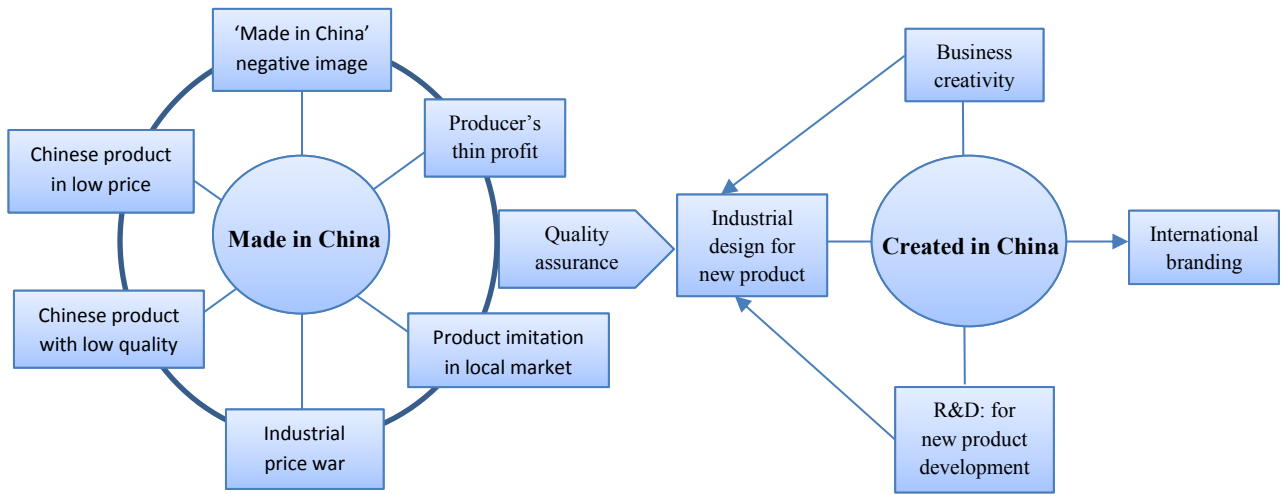 ‘Made in China’
negative image
Producer’s
thin profit
Chinese product
in low price
Made in China
Chinese product
with low quality
Product imitation
in local market
Industrial
price war
Quality
assurance
Industrial
design for
new product
Business
creativity
Created in China
International
branding
R&D: for
new product
development